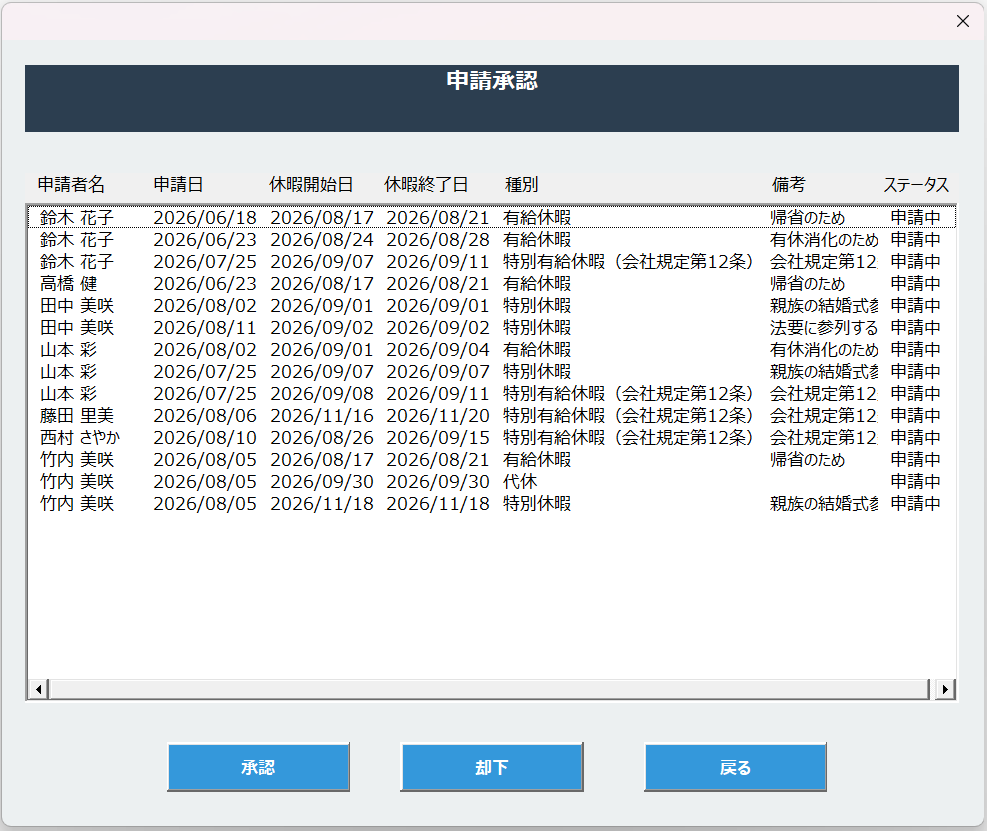 申請承認
申請者名 申請日 休暇開始日 休暇終了日 種別 備考 ステータス
鈴木 花子 2026/06/18 2026/08/17 2026/08/21 有給休暇 帰省のため 申請中
鈴木 花子 2026/06/23 2026/08/24 2026/08/28 有給休暇 有休消化のため 申請中
鈴木 花子 2026/07/25 2026/09/07 2026/09/11 特別有給休暇（会社規定第12条） 会社規定第12 申請中
高橋 健 2026/06/23 2026/08/17 2026/08/21 有給休暇 帰省のため 申請中
田中 美咲 2026/08/02 2026/09/01 2026/09/01 特別休暇 親族の結婚式参 申請中
田中 美咲 2026/08/11 2026/09/02 2026/09/02 特別休暇 法要に参列する 申請中
山本 彩 2026/08/02 2026/09/01 2026/09/04 有給休暇 有休消化のため 申請中
山本 彩 2026/07/25 2026/09/07 2026/09/07 特別休暇 親族の結婚式参 申請中
山本 彩 2026/07/25 2026/09/08 2026/09/11 特別有給休暇（会社規定第12条） 会社規定第12 申請中
藤田 里美 2026/08/06 2026/11/16 2026/11/20 特別有給休暇（会社規定第12条） 会社規定第12 申請中
西村 さやか 2026/08/10 2026/08/26 2026/09/15 特別有給休暇（会社規定第12条） 会社規定第12 申請中
竹内 美咲 2026/08/05 2026/08/17 2026/08/21 有給休暇 帰省のため 申請中
竹内 美咲 2026/08/05 2026/09/30 2026/09/30 代休 申請中
竹内 美咲 2026/08/05 2026/11/18 2026/11/18 特別休暇 親族の結婚式参 申請中
承認 却下 戻る